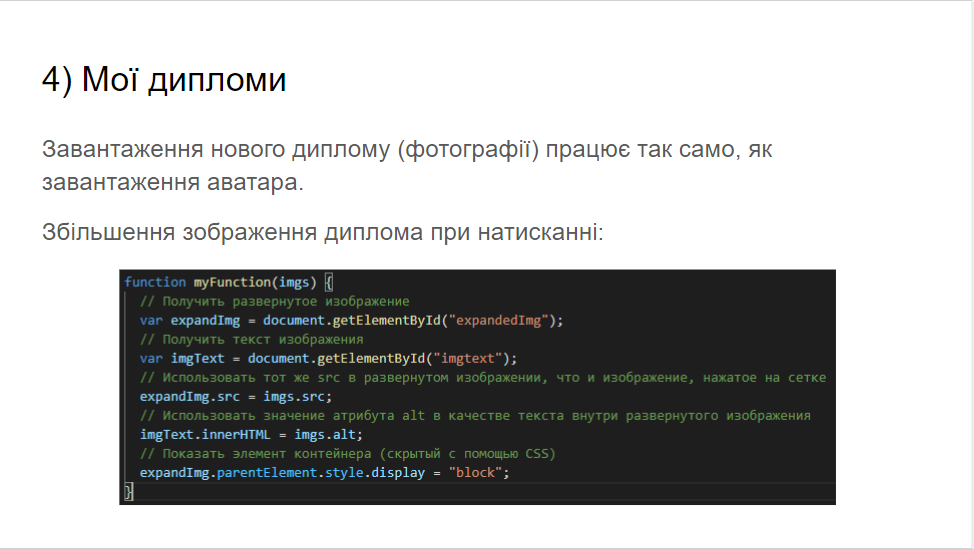 4) Мої дипломи
Завантаження нового диплому (фотографії) працює так само, як
завантаження аватара.
Збільшення зображення диплома при натисканні:
function myFunction(imgs) {
// Получить развернутое изображение
var expandImg = document.getElementById("expandedImg");
// Получить текст изображения
var imgText = document.getElementById("imgtext");
// Использовать тот же src в развернутом изображении, что и изображение, нажатое на сетке
expandImg.src = imgs.src;
// Использовать значение атрибута alt в качестве текста внутри развернутого изображения
imgText.innerHTML = imgs.alt;
// Показать элемент контейнера (скрытый с помощью CSS)
expandImg.parentElement.style.display = "block";
}